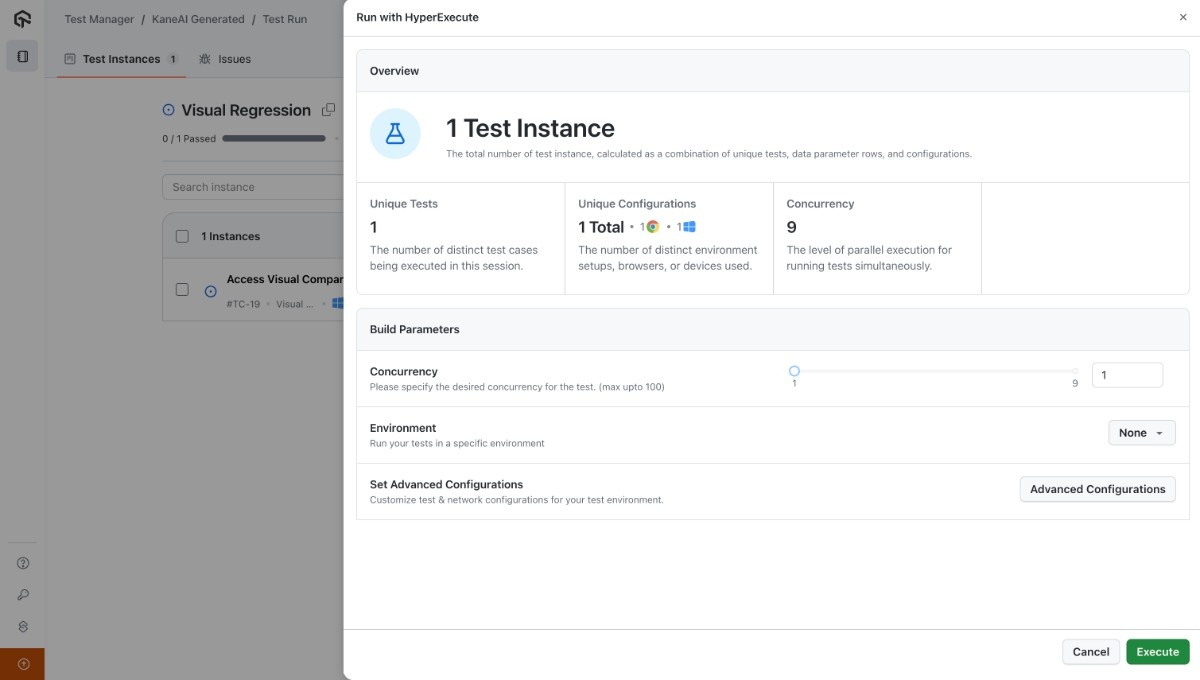 Test Manager / KaneAI Generated / Test Run
Test Instances 1
Issues
Visual Regression
0 / 1 Passed
Search instance
1 Instances
Access Visual Compar
#TC-19 • Visual ... •
Run with HyperExecute
Overview
1 Test Instance
The total number of test instance, calculated as a combination of unique tests, data parameter rows, and configurations.
Unique Tests
1
The number of distinct test cases
being executed in this session.
Unique Configurations
1 Total • 1 • 1
The number of distinct environment
setups, browsers, or devices used.
Concurrency
9
The level of parallel execution for
running tests simultaneously.
Build Parameters
Concurrency
Please specify the desired concurrency for the test. (max upto 100)
1
9
1
Environment
Run your tests in a specific environment
None
Set Advanced Configurations
Customize test & network configurations for your test environment.
Advanced Configurations
Cancel
Execute